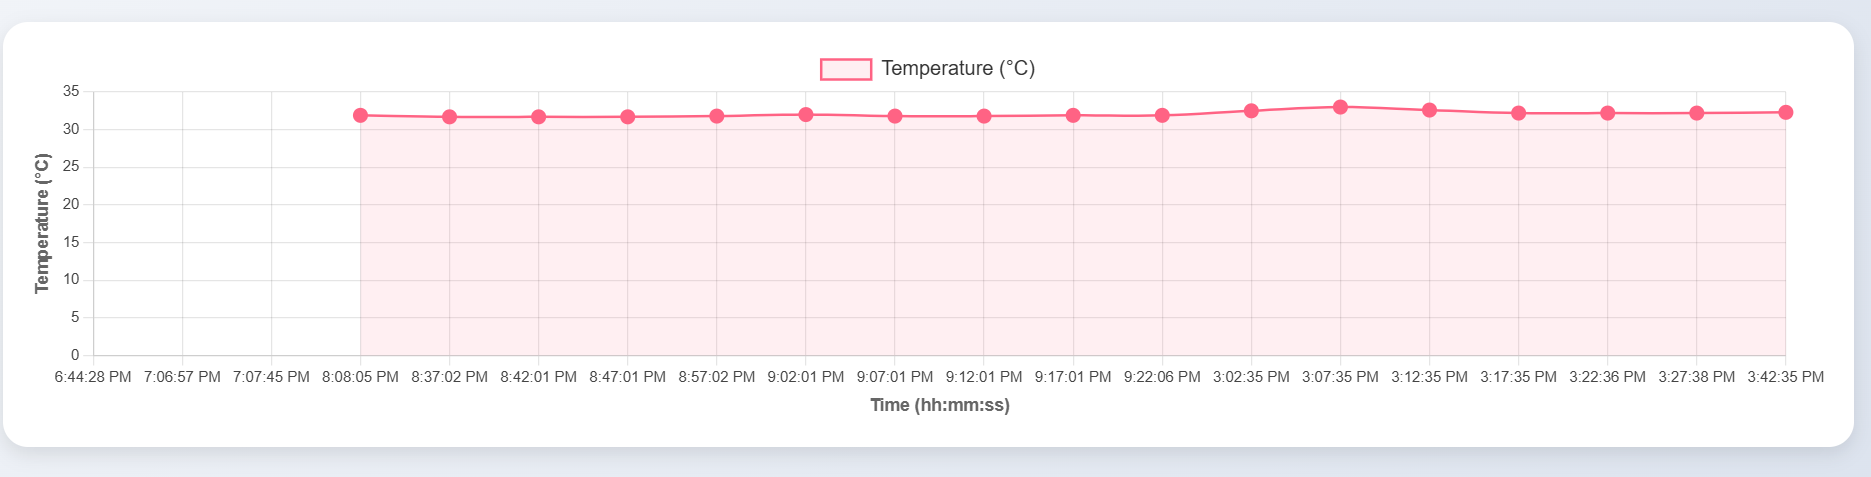 Temperature (°C)
35
30
25
20
15
10
5
0
Temperature (°C)
6:44:28 PM 7:06:57 PM 7:07:45 PM 8:08:05 PM 8:37:02 PM 8:42:01 PM 8:47:01 PM 8:57:02 PM 9:02:01 PM 9:07:01 PM 9:12:01 PM 9:17:01 PM 9:22:06 PM 3:02:35 PM 3:07:35 PM 3:12:35 PM 3:17:35 PM 3:22:36 PM 3:27:38 PM 3:42:35 PM
Time (hh:mm:ss)